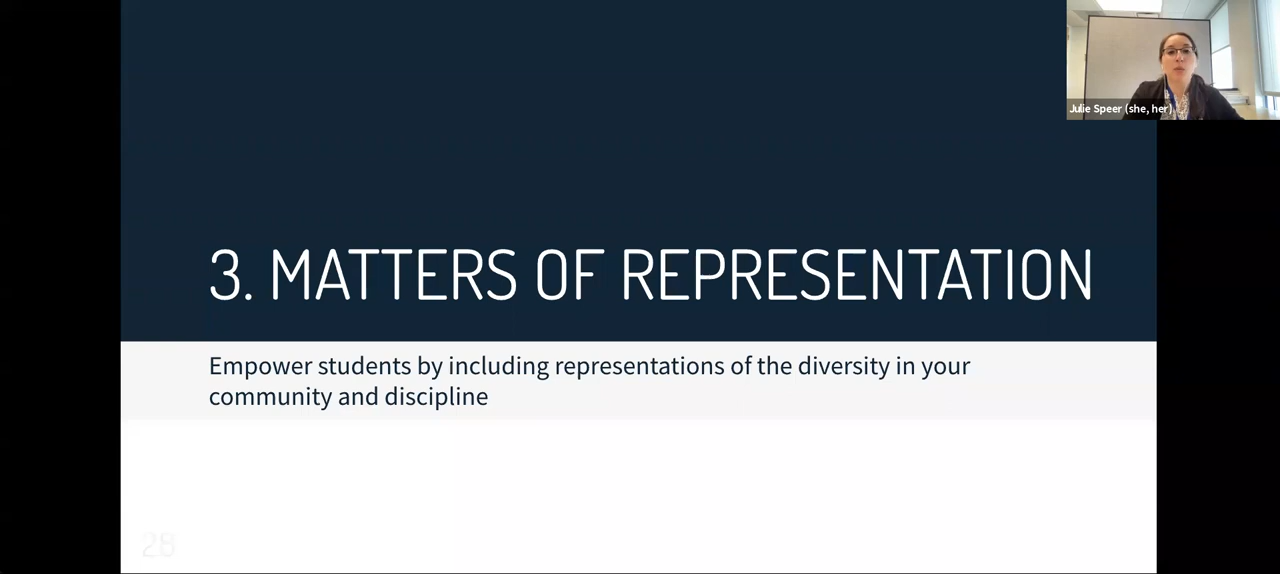 Julie Speer (she, her)
3. MATTERS OF REPRESENTATION
Empower students by including representations of the diversity in your
community and discipline
28